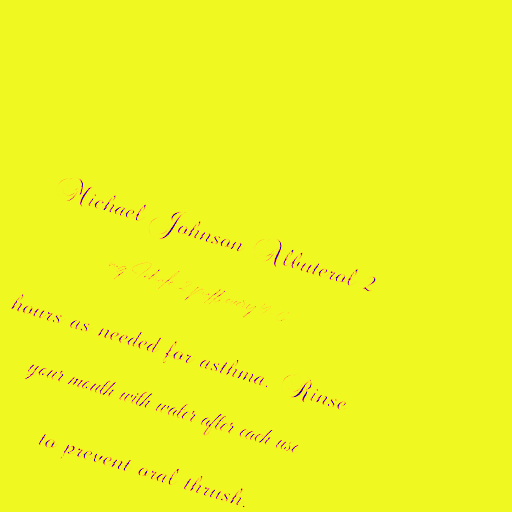 Michael Johnson Albuterol 2
hours as needed for asthma. Rinse
your mouth with water after each use
to prevent oral thrush.